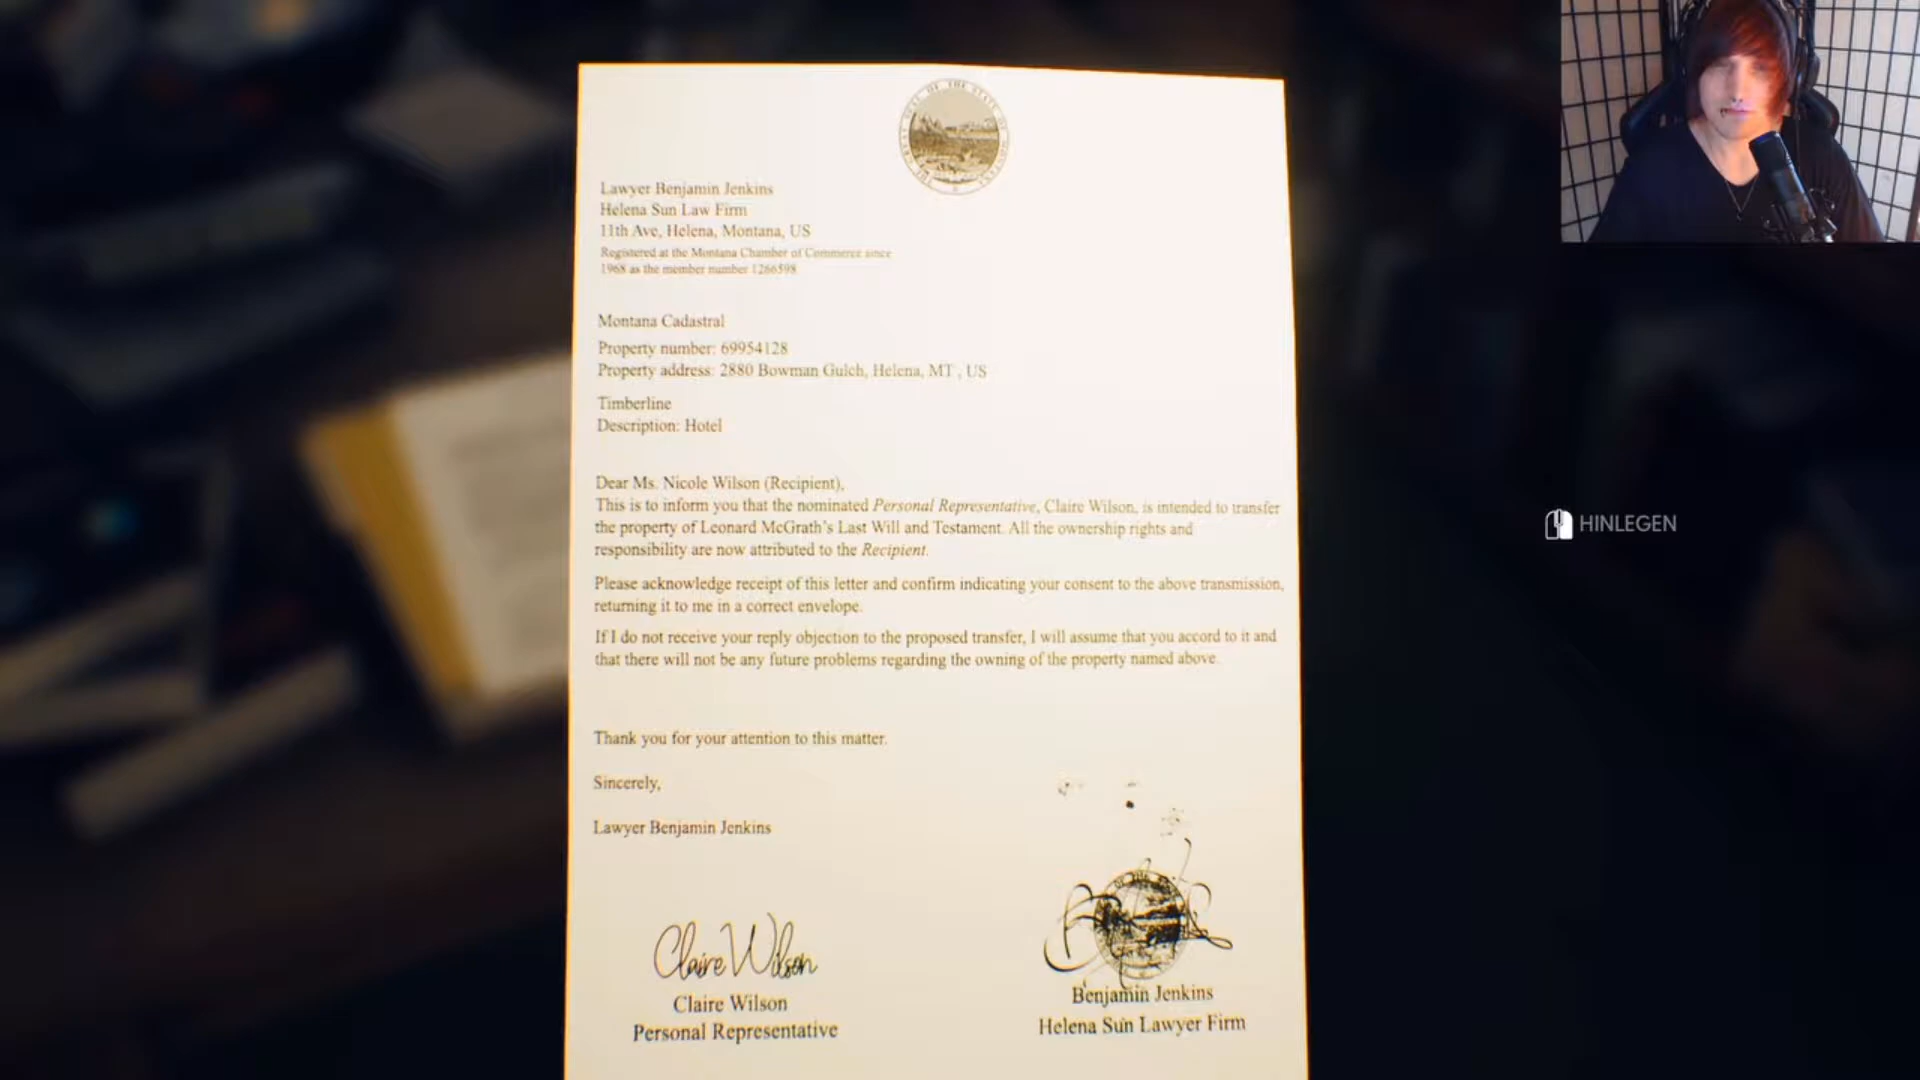 Lawyer Benjamin Jenkins
Helena Sun Law Firm
11th Ave, Helena, Montana, US
Registered at the Montana Chamber of Commerce since
1968 as the member number 1266598
Montana Cadastral
Property number: 69954128
Property address: 2880 Bowman Gulch, Helena, MT , US
Timberline
Description: Hotel
Dear Ms. Nicole Wilson (Recipient),
This is to inform you that the nominated Personal Representative, Claire Wilson, is intended to transfer
the property of Leonard McGrath's Last Will and Testament. All the ownership rights and
responsibility are now attributed to the Recipient.
Please acknowledge receipt of this letter and confirm indicating your consent to the above transmission,
returning it to me in a correct envelope.
If I do not receive your reply objection to the proposed transfer, I will assume that you accord to it and
that there will not be any future problems regarding the owning of the property named above.
Thank you for your attention to this matter.
Sincerely,
Lawyer Benjamin Jenkins
Claire Wilson
Claire Wilson
Personal Representative
Benjamin Jenkins
Helena Sun Lawyer Firm
HINLEGEN